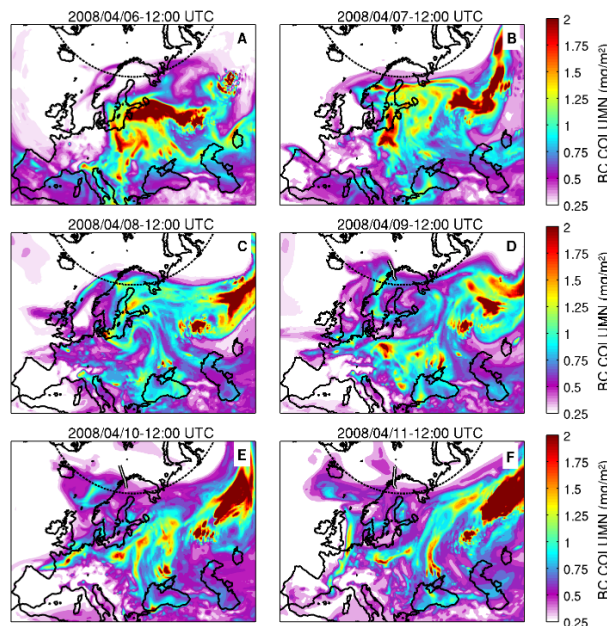 2008/04/06-12:00 UTC
A
2008/04/07-12:00 UTC
B
2
1.75
1.5
1.25
1
0.75
0.5
0.25
BC COLUMN (mg/m²)
2008/04/08-12:00 UTC
C
2008/04/09-12:00 UTC
D
2
1.75
1.5
1.25
1
0.75
0.5
0.25
BC COLUMN (mg/m²)
2008/04/10-12:00 UTC
E
2008/04/11-12:00 UTC
F
2
1.75
1.5
1.25
1
0.75
0.5
0.25
BC COLUMN (mg/m²)